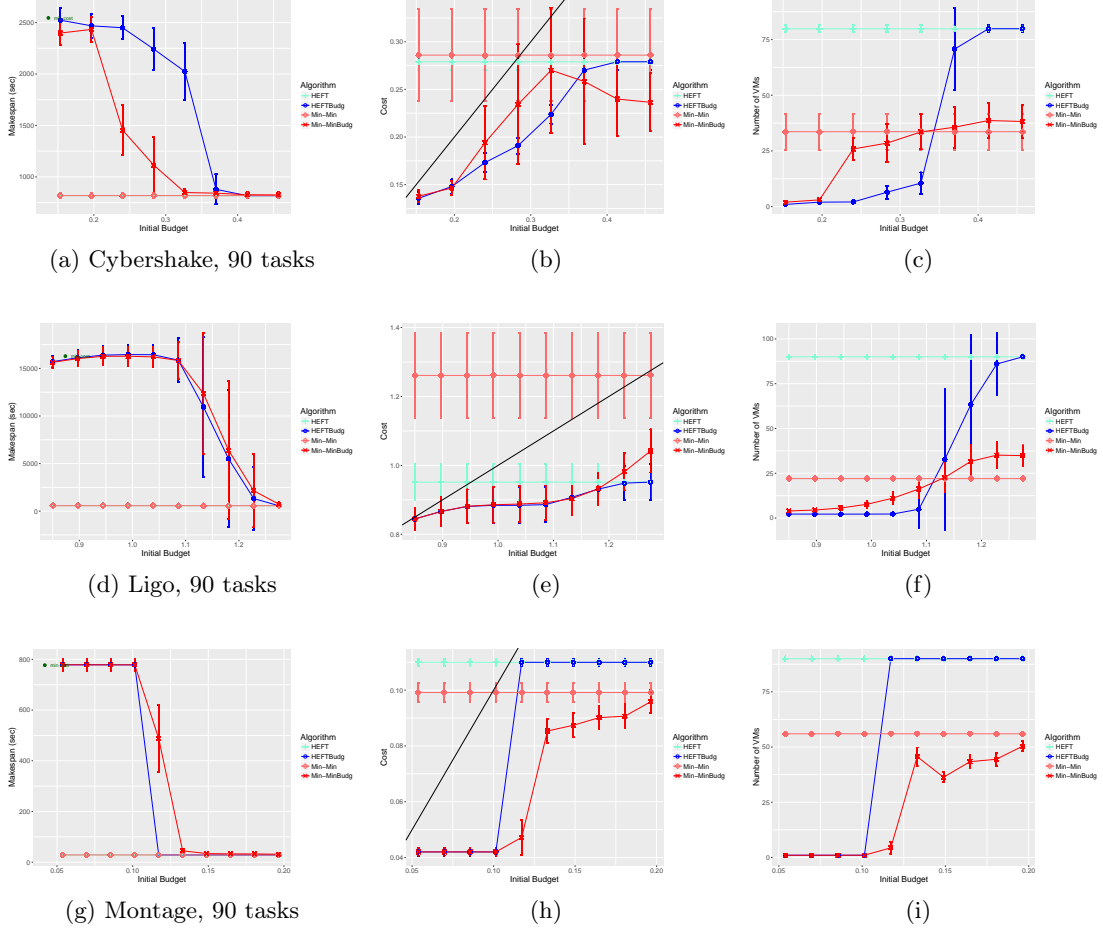 2500
2000
1500
1000
Makespan (sec)
0.2
0.3
0.4
Initial Budget
Algorithm
HEFT
HEFTBudg
Min−Min
Min−MinBudg
(a) Cybershake, 90 tasks
0.30
0.25
0.20
0.15
Cost
0.2
0.3
0.4
Initial Budget
Algorithm
HEFT
HEFTBudg
Min−Min
Min−MinBudg
(b)
75
50
25
0
Number of VMs
0.2
0.3
0.4
Initial Budget
Algorithm
HEFT
HEFTBudg
Min−Min
Min−MinBudg
(c)
15000
10000
5000
0
Makespan (sec)
0.9
1.0
1.1
1.2
Initial Budget
Algorithm
HEFT
HEFTBudg
Min−Min
Min−MinBudg
(d) Ligo, 90 tasks
1.4
1.2
1.0
0.8
Cost
0.9
1.0
1.1
1.2
Initial Budget
Algorithm
HEFT
HEFTBudg
Min−Min
Min−MinBudg
(e)
100
75
50
25
0
Number of VMs
0.9
1.0
1.1
1.2
Initial Budget
Algorithm
HEFT
HEFTBudg
Min−Min
Min−MinBudg
(f)
800
600
400
200
0
Makespan (sec)
0.05
0.10
0.15
0.20
Initial Budget
Algorithm
HEFT
HEFTBudg
Min−Min
Min−MinBudg
(g) Montage, 90 tasks
0.10
0.08
0.06
0.04
Cost
0.05
0.10
0.15
0.20
Initial Budget
Algorithm
HEFT
HEFTBudg
Min−Min
Min−MinBudg
(h)
75
50
25
0
Number of VMs
0.05
0.10
0.15
0.20
Initial Budget
Algorithm
HEFT
HEFTBudg
Min−Min
Min−MinBudg
(i)